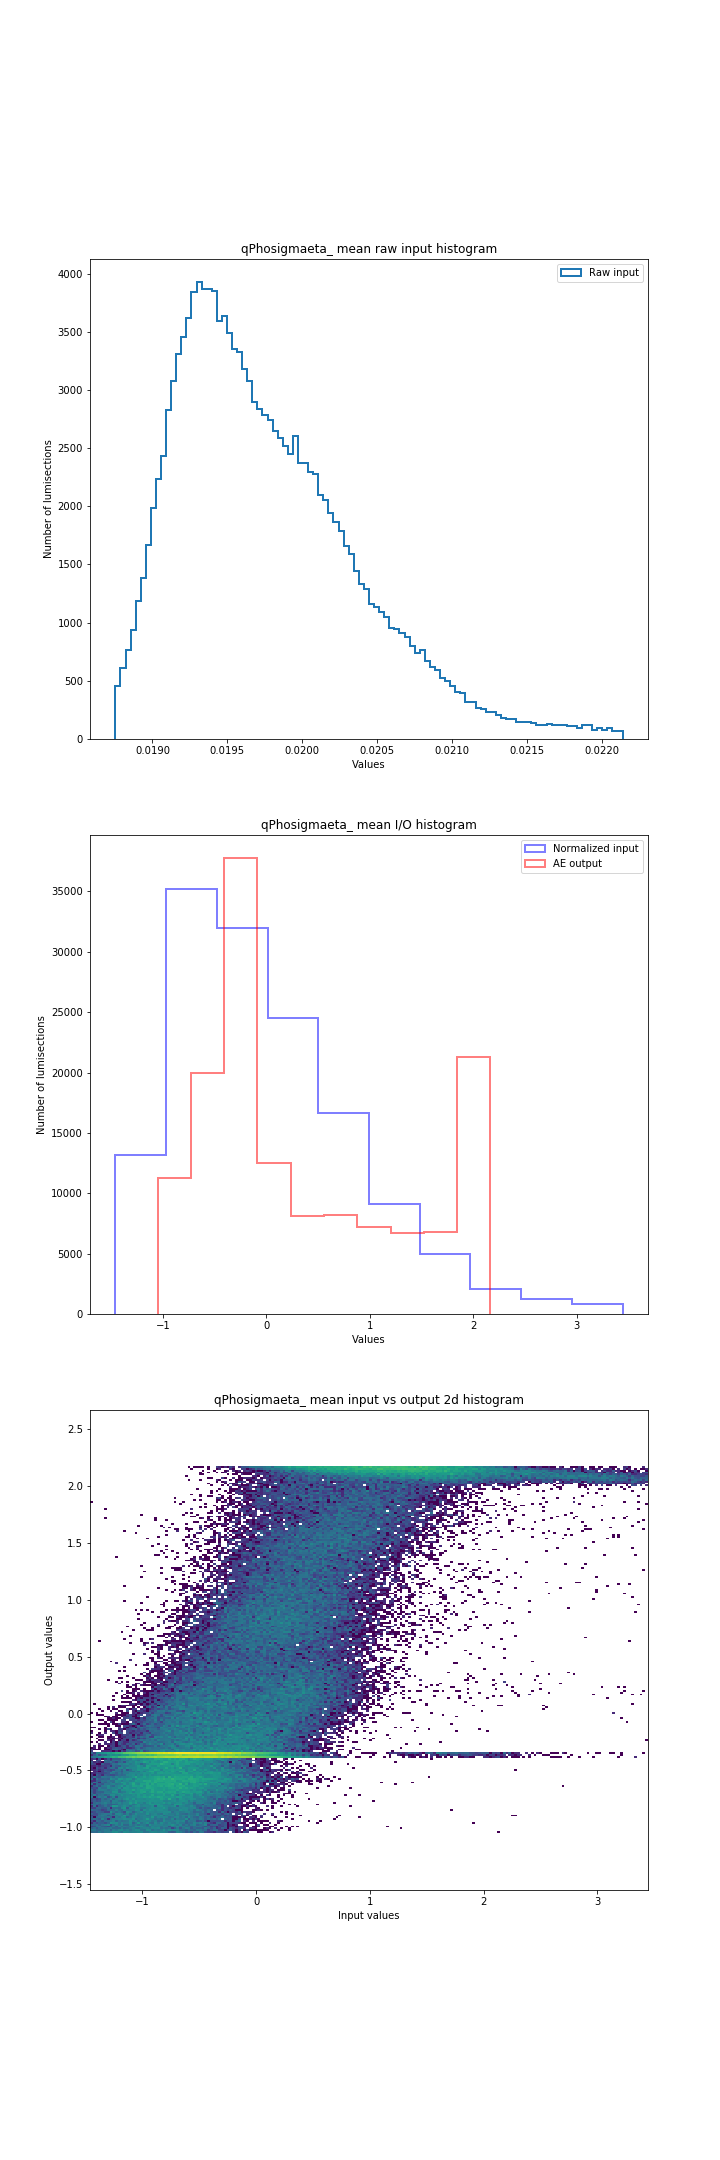 qPhosigmaeta_ mean raw input histogram
Raw input
4000
3500
3000
2500
2000
1500
1000
500
0
Number of lumisections
0.0190 0.0195 0.0200 0.0205 0.0210 0.0215 0.0220
Values
qPhosigmaeta_ mean I/O histogram
Normalized input
AE output
35000
30000
25000
20000
15000
10000
5000
0
Number of lumisections
−1 0 1 2 3
Values
qPhosigmaeta_ mean input vs output 2d histogram
2.5
2.0
1.5
1.0
0.5
0.0
−0.5
−1.0
−1.5
Output values
−1 0 1 2 3
Input values